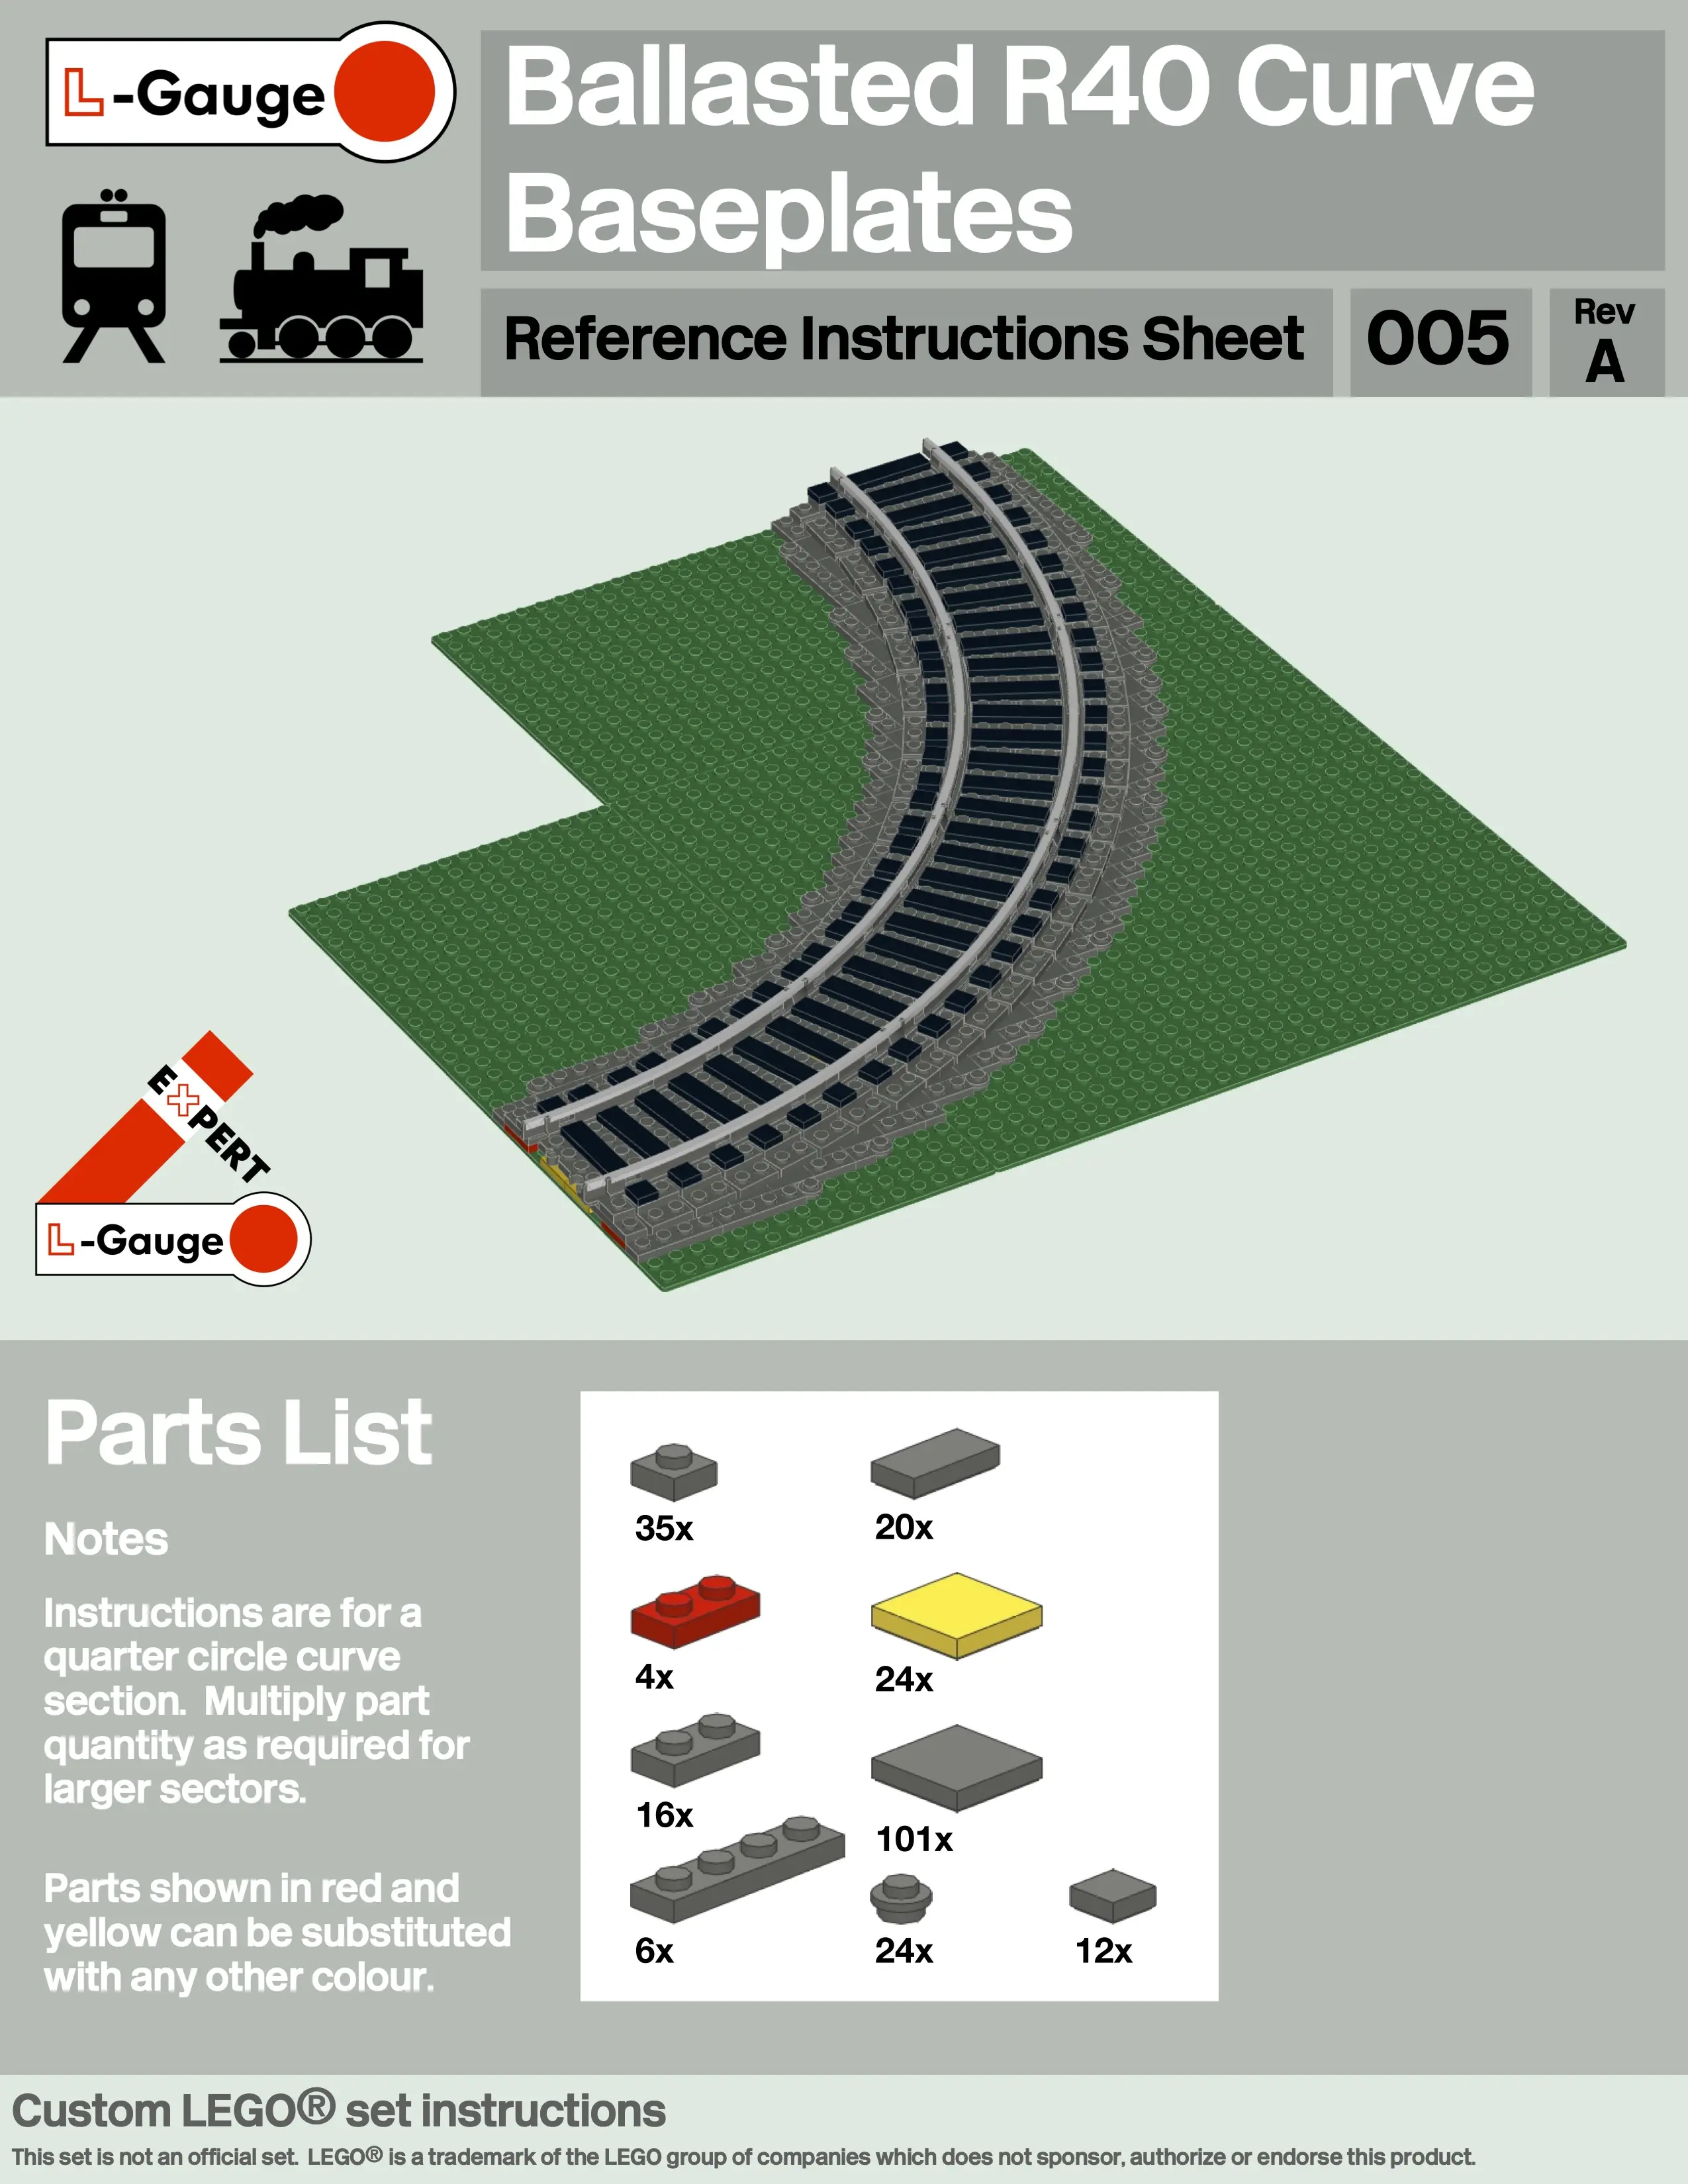 L-Gauge
Ballasted R40 Curve
Baseplates
Reference Instructions Sheet
005
Rev
A
EXPERT
L-Gauge
Parts List
Notes
Instructions are for a
quarter circle curve
section.  Multiply part
quantity as required for
larger sectors.
Parts shown in red and
yellow can be substituted
with any other colour.
35x
20x
4x
24x
16x
101x
6x
24x
12x
Custom LEGO® set instructions
This set is not an official set.  LEGO® is a trademark of the LEGO group of companies which does not sponsor, authorize or endorse this product.